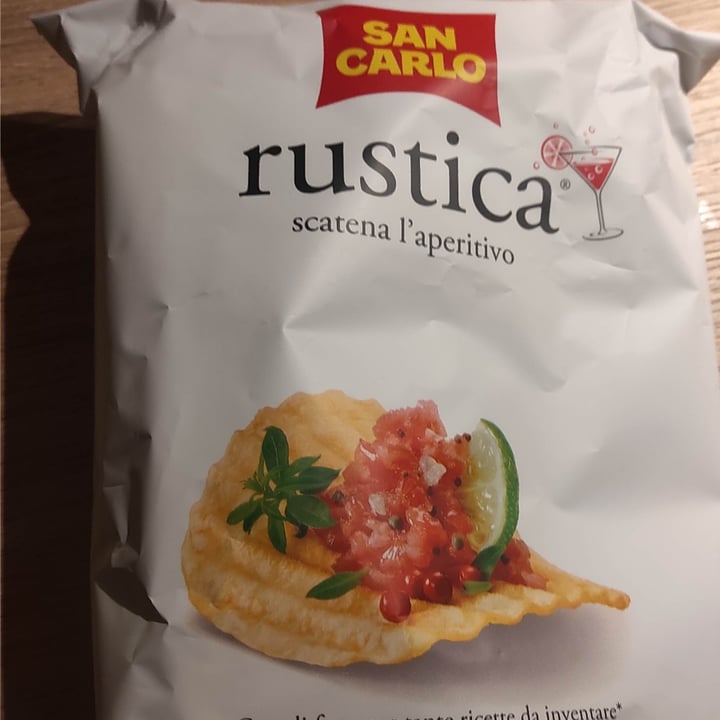 SAN
CARLO
rustica®
scatena l'aperitivo
ricette da inventare*